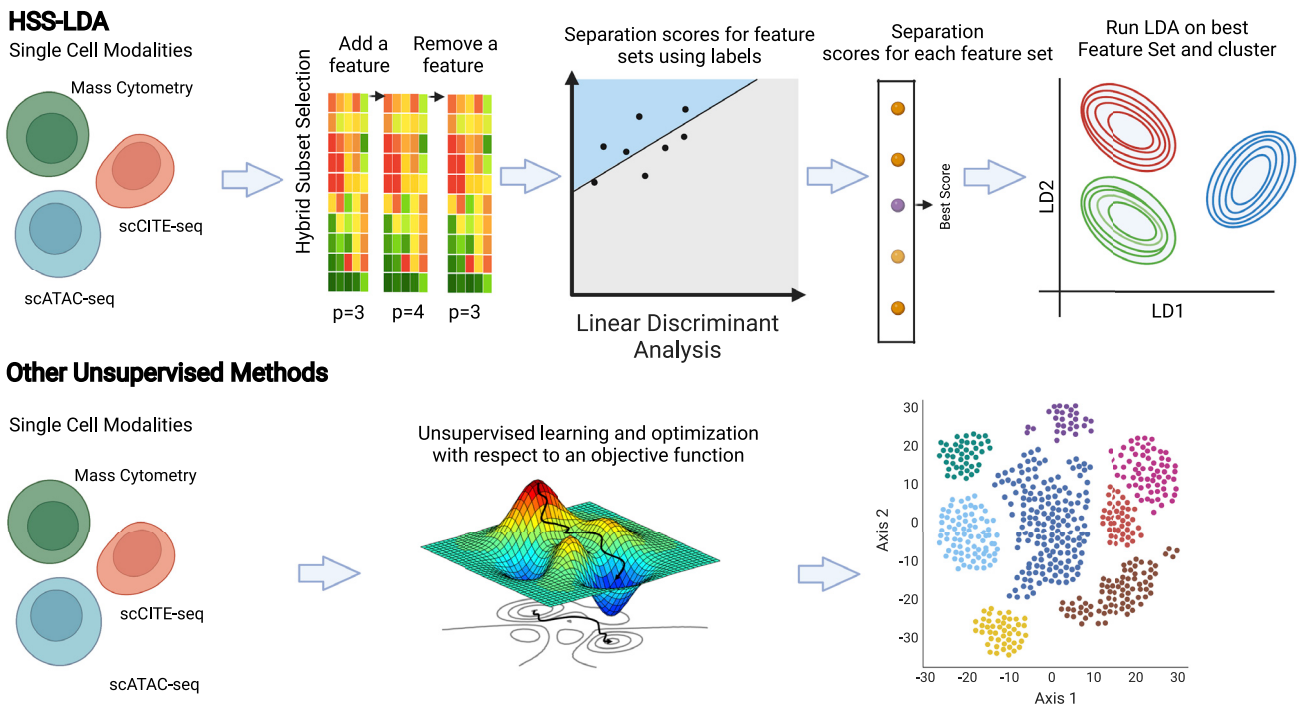 HSS-LDA
Single Cell Modalities
Mass Cytometry
scCITE-seq
scATAC-seq
Hybrid Subset Selection
Add a
feature
Remove a
feature
p=3
p=4
p=3
Separation scores for feature
sets using labels
Linear Discriminant
Analysis
Separation
scores for each feature set
Best Score
Run LDA on best
Feature Set and cluster
LD2
LD1
Other Unsupervised Methods
Single Cell Modalities
Mass Cytometry
scCITE-seq
scATAC-seq
Unsupervised learning and optimization
with respect to an objective function
Axis 2
30
20
10
0
-10
-20
-30
-30 -20 -10 0 10 20 30
Axis 1